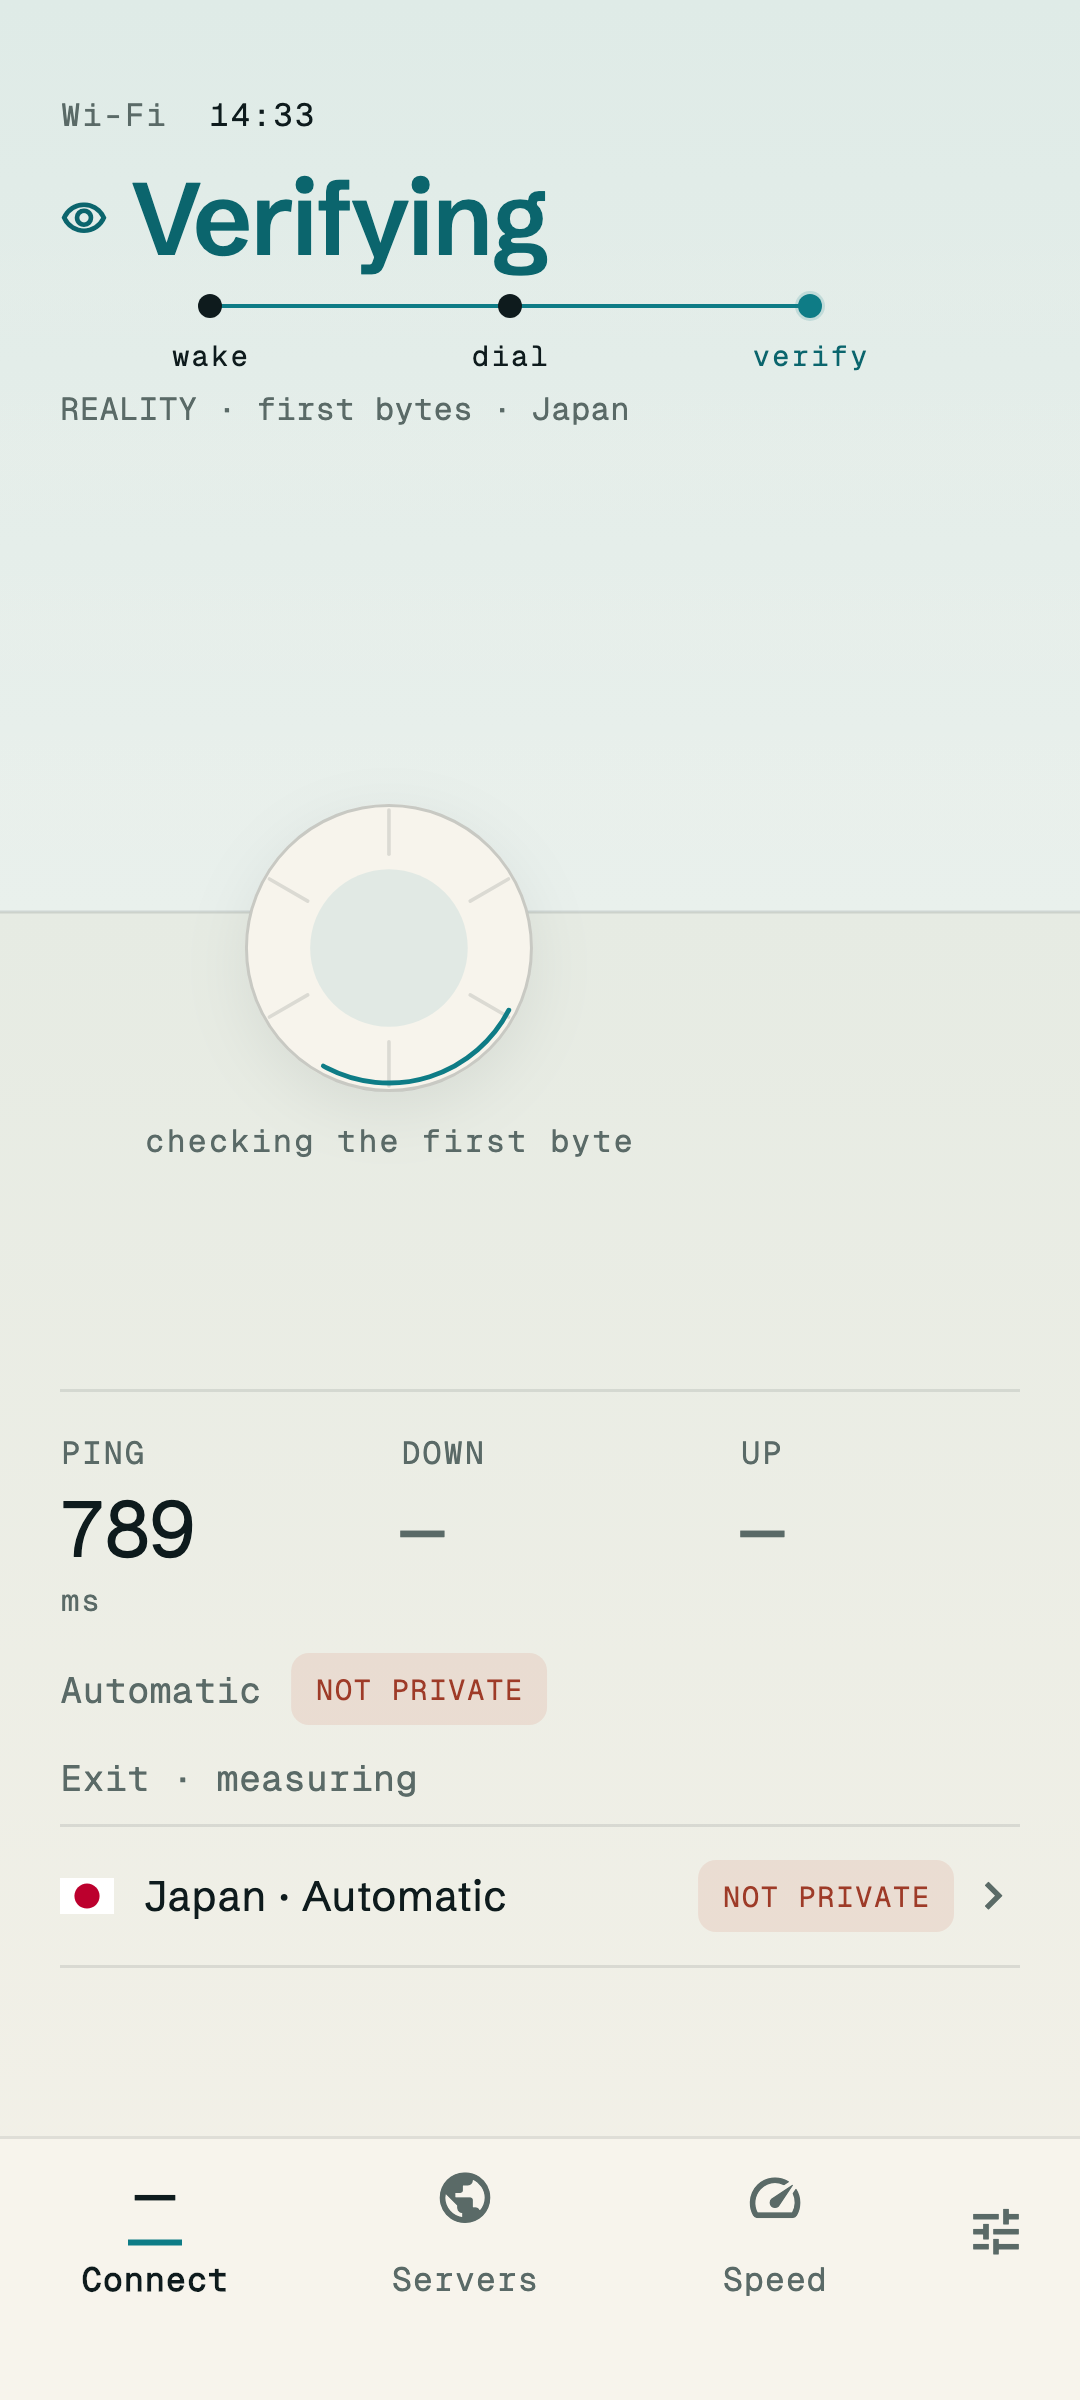 Wi-Fi 14:33
Verifying
wake dial verify
REALITY · first bytes · Japan
checking the first byte
PING DOWN UP
789 — —
ms
Automatic NOT PRIVATE
Exit · measuring
Japan · Automatic NOT PRIVATE
Connect Servers Speed